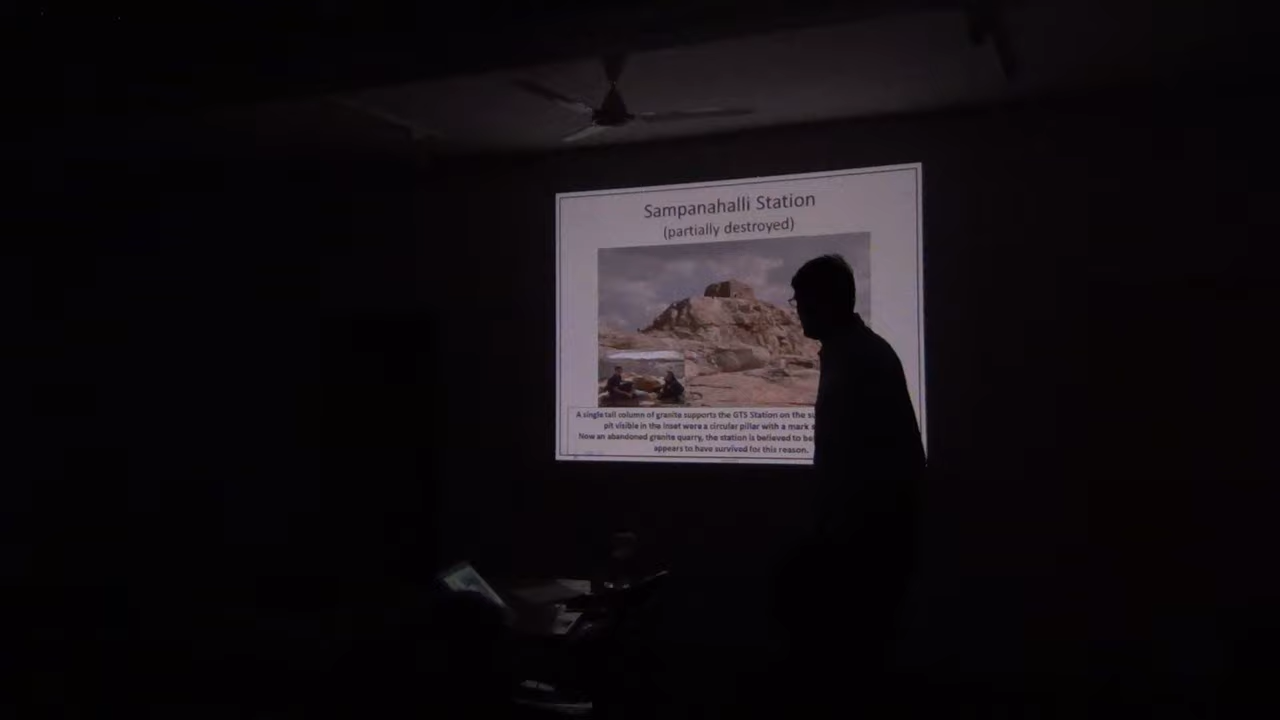 Sampanahalli Station
(partially destroyed)
A single tall column of granite supports the GTS Station on the
pit visible in the inset were a circular pillar with a mark
Now an abandoned granite quarry, the station is believed to
appears to have survived for this reason.